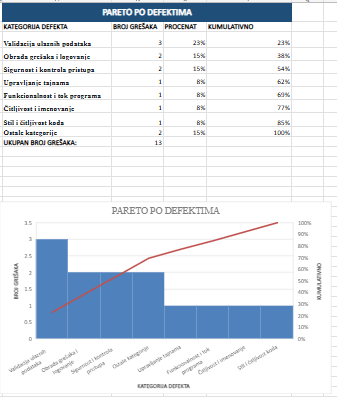 PARETO PO DEFEKTIMA
KATEGORIJA DEFEKTA BROJ GREŠAKA PROCENAT KUMULATIVNO
Validacija ulaznih podataka 3 23% 23%
Obrada grešaka i logovanje 2 15% 38%
Sigurnost i kontrola pristupa 2 15% 54%
Upravljanje tajnama 1 8% 62%
Funkcionalnost i tok programa 1 8% 69%
Čitljivost i imenovanje 1 8% 77%
Stil i čitljivost koda 1 8% 85%
Ostale kategorije 2 15% 100%
UKUPAN BROJ GREŠAKA: 13
PARETO PO DEFEKTIMA
3.5 100%
90%
3 80%
2.5 70%
2 60%
50%
1.5 40%
1 30%
20%
0.5 10%
0 0%
BROJ GREŠAKA
KUMULATIVNO
Validacija ulaznih podataka
Obrada grešaka i logovanje
Sigurnost i kontrola pristupa
Ostale kategorije
Upravljanje tajnama
Funkcionalnost i tok programa
Čitljivost i imenovanje
Stil i čitljivost koda
KATEGORIJA DEFEKTA